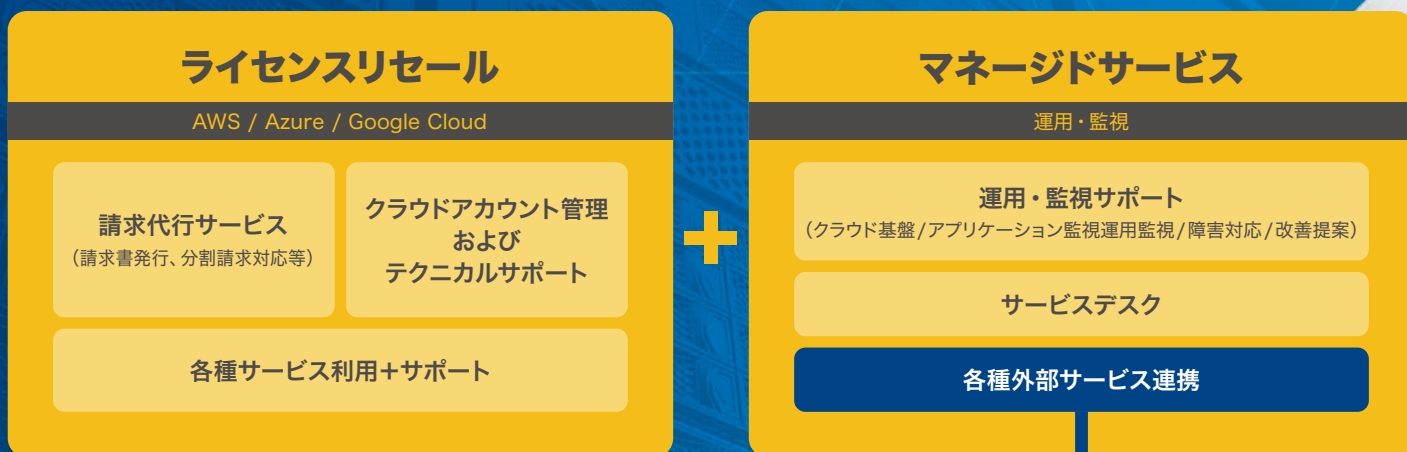 ライセンスリセール
AWS / Azure / Google Cloud
請求代行サービス
（請求書発行、分割請求対応等）
クラウドアカウント管理
および
テクニカルサポート
各種サービス利用＋サポート
マネージドサービス
運用・監視
運用・監視サポート
（クラウド基盤/アプリケーション監視運用監視/障害対応/改善提案）
サービスデスク
各種外部サービス連携